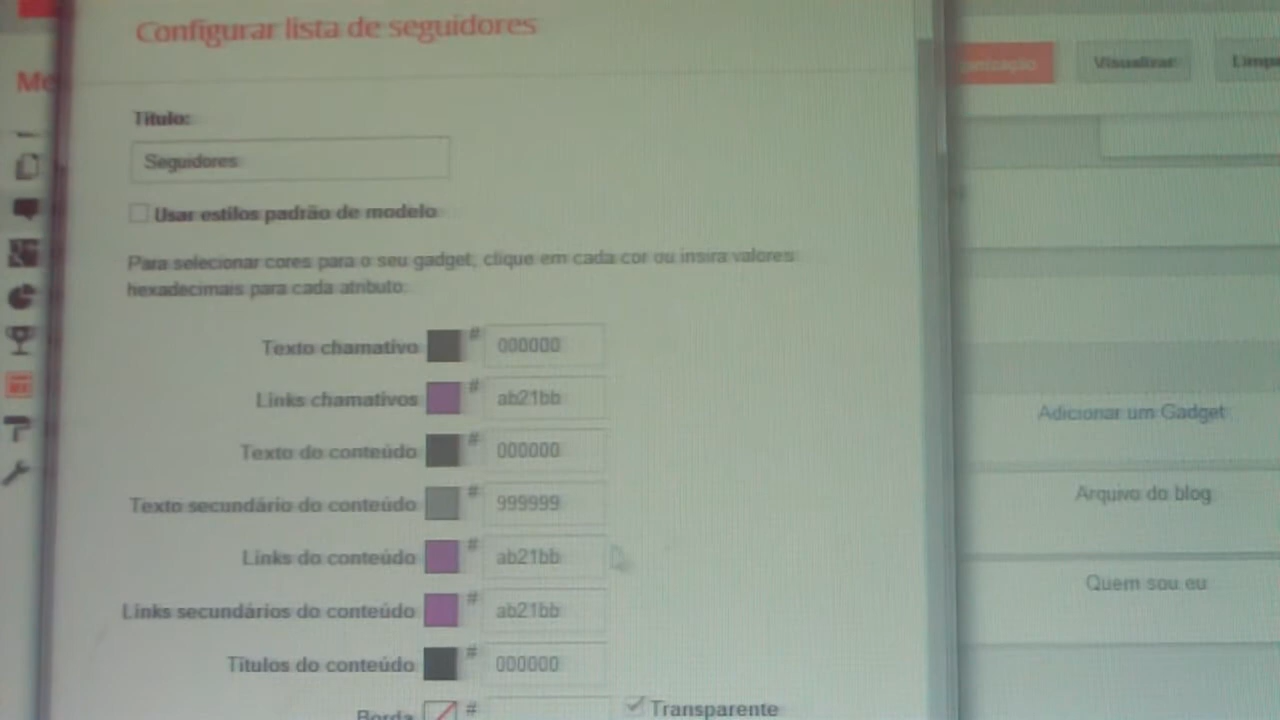 Configurar lista de seguidores
Me
Visualizar
Título:
Seguidores
Usar estilos padrão de modelo
Para selecionar cores para o seu gadget, clique em cada cor ou insira valores
hexadecimais para cada atributo:
Texto chamativo # 000000
Links chamativos # ab21bb
Texto do conteúdo # 000000
Texto secundário do conteúdo # 999999
Links do conteúdo # ab21bb
Links secundários do conteúdo # ab21bb
Títulos do conteúdo # 000000
Borda # Transparente
Adicionar um Gadget
Arquivo do blog
Quem sou eu